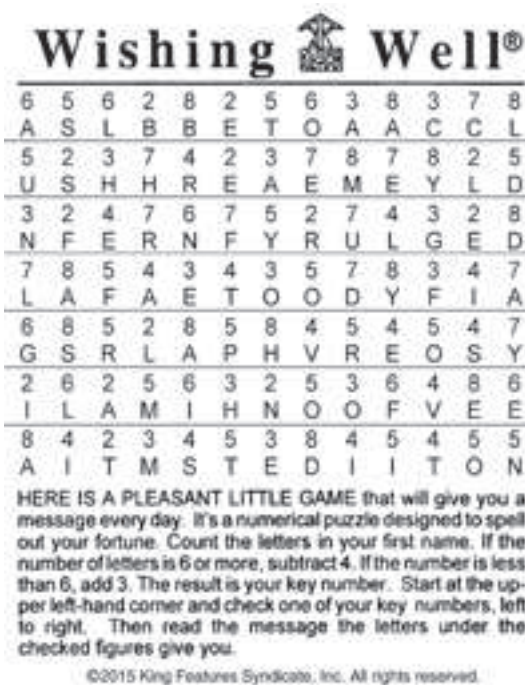 Wishing Well®
6 5 6 2 8 2 5 6 3 8 3 7 8
A S L B B E T O A A C C L
5 2 3 7 4 2 3 7 8 7 8 2 5
U S H H R E A E M E Y L D
3 2 4 7 6 7 5 2 7 4 3 2 8
N F E R N F Y R U L G E D
7 8 5 4 3 4 3 5 7 8 3 4 7
L A F A E T O O D Y F I A
6 8 5 2 8 5 8 4 5 4 5 4 7
G S R L A P H V R E O S Y
2 6 2 5 6 3 2 5 3 6 4 8 6
I L A M I H N O O F V E E
8 4 2 3 4 5 3 8 4 5 4 5 5
A I T M S T E D I I T O N
HERE IS A PLEASANT LITTLE GAME that will give you a
message every day. It's a numerical puzzle designed to spell
out your fortune. Count the letters in your first name. If the
number of letters is 6 or more, subtract 4. If the number is less
than 6, add 3. The result is your key number. Start at the up-
per left-hand corner and check one of your key numbers, left
to right. Then read the message the letters under the
checked figures give you.
©2015 King Features Syndicate, Inc. All rights reserved.